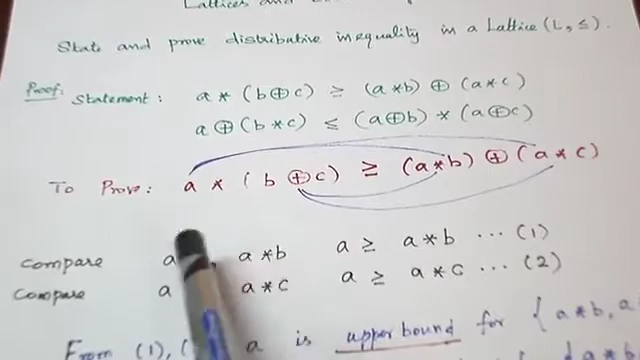 Lattices and
State and prove distributive inequality in a Lattice (L, ≤).
Proof: Statement: a * (b ⊕ c) ≥ (a * b) ⊕ (a * c)
a ⊕ (b * c) ≤ (a ⊕ b) * (a ⊕ c)
To Prove: a * (b ⊕ c) ≥ (a * b) ⊕ (a * c)
compare a , a * b a ≥ a * b ... (1)
Compare a a * c a ≥ a * c ... (2)
From (1), ( a is upper bound for {a * b, a
{a *